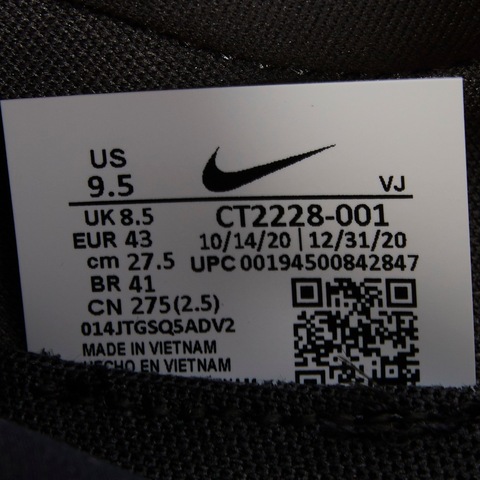 US
9.5
VJ
UK 8.5
CT2228-001
EUR 43
10/14/20 | 12/31/20
cm 27.5
UPC 00194500842847
BR 41
CN 275(2.5)
014JTGSQ5ADV2
MADE IN VIETNAM
HECHO EN VIETNAM